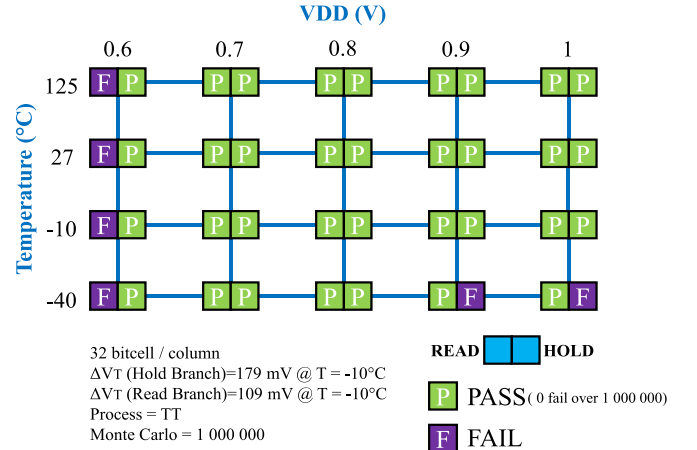 VDD (V)
0.6 0.7 0.8 0.9 1
Temperature (°C)
125 F P P P P P P P P P
27 F P P P P P P P P P
-10 F P P P P P P P P P
-40 F P P P P P P F P F
32 bitcell / column
ΔVT (Hold Branch)=179 mV @ T = -10°C
ΔVT (Read Branch)=109 mV @ T = -10°C
Process = TT
Monte Carlo = 1 000 000
READ HOLD
P PASS( 0 fail over 1 000 000)
F FAIL